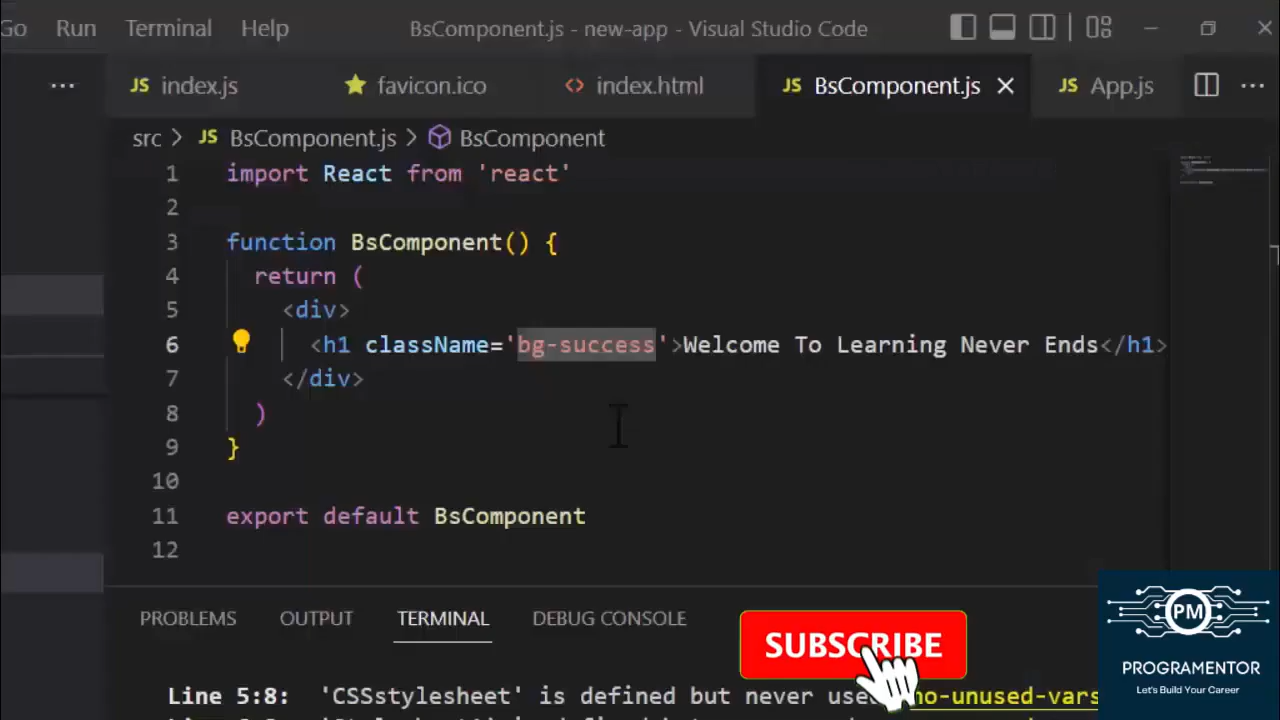 Go Run Terminal Help BsComponent.js - new-app - Visual Studio Code
JS index.js favicon.ico <> index.html JS BsComponent.js JS App.js
src > JS BsComponent.js > BsComponent
1 import React from 'react'
2
3 function BsComponent() {
4 return (
5 <div>
6 <h1 className='bg-success'>Welcome To Learning Never Ends</h1>
7 </div>
8 )
9 }
10
11 export default BsComponent
12
PROBLEMS OUTPUT TERMINAL DEBUG CONSOLE
SUBSCRIBE
PM
PROGRAMENTOR
Let's Build Your Career
Line 5:8: 'CSSstylesheet' is defined but never no-unused-vars